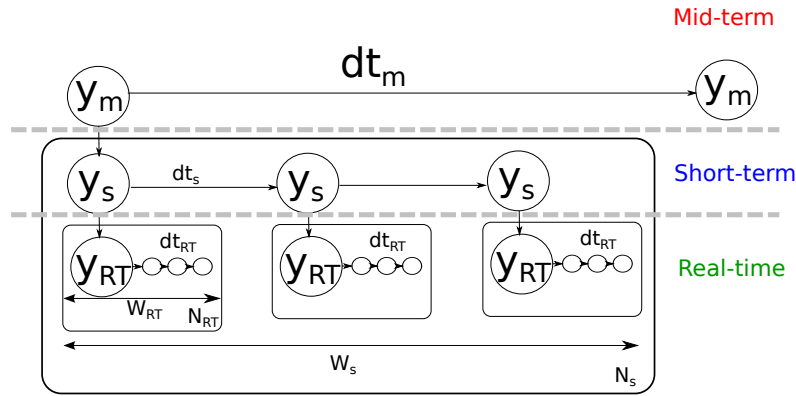 Mid-term
dt_m
y_m
y_m
y_s
dt_s
y_s
y_s
Short-term
y_RT
dt_RT
y_RT
dt_RT
y_RT
dt_RT
Real-time
W_RT
N_RT
W_s
N_s